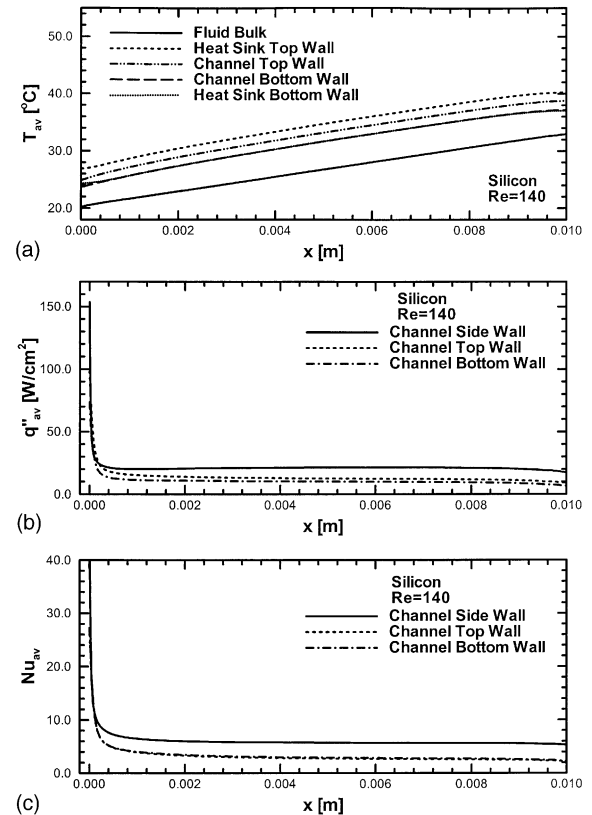 50.0
40.0
30.0
20.0
T_av [°C]
Fluid Bulk
Heat Sink Top Wall
Channel Top Wall
Channel Bottom Wall
Heat Sink Bottom Wall
Silicon
Re=140
0.000 0.002 0.004 0.006 0.008 0.010
x [m]
(a)
150.0
100.0
50.0
0.0
q"_av [W/cm²]
Silicon
Re=140
Channel Side Wall
Channel Top Wall
Channel Bottom Wall
0.000 0.002 0.004 0.006 0.008 0.010
x [m]
(b)
40.0
30.0
20.0
10.0
0.0
Nu_av
Silicon
Re=140
Channel Side Wall
Channel Top Wall
Channel Bottom Wall
0.000 0.002 0.004 0.006 0.008 0.010
x [m]
(c)